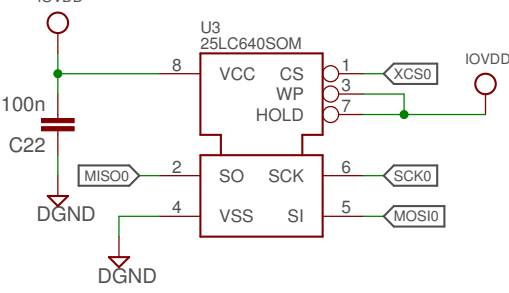 IOVDD
U3
25LC640SOM
8 VCC CS 1 XCS0
WP 3
IOVDD
HOLD 7
100n
C22
MISO0 2 SO SCK 6 SCK0
DGND
4 VSS SI 5 MOSI0
DGND